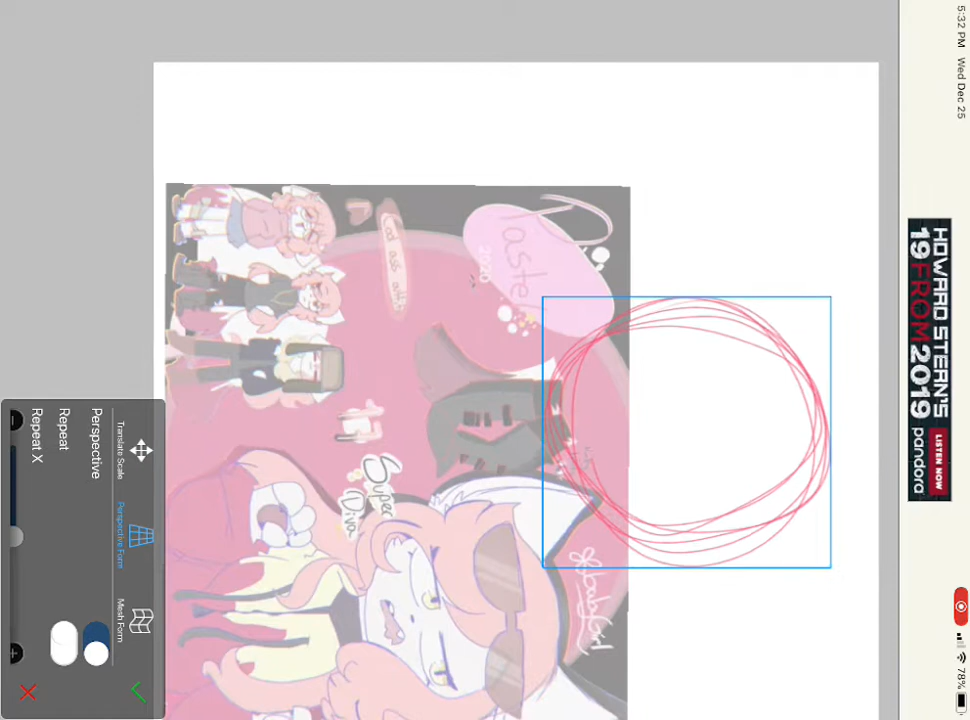 5:32 PM Wed Dec 25
78%
HOWARD STERN'S
19 FROM 2019
LISTEN NOW
pandora
Paste
2020
Super
Diva
Translate Scale
Perspective Form
Mesh Form
Perspective
Repeat
Repeat X